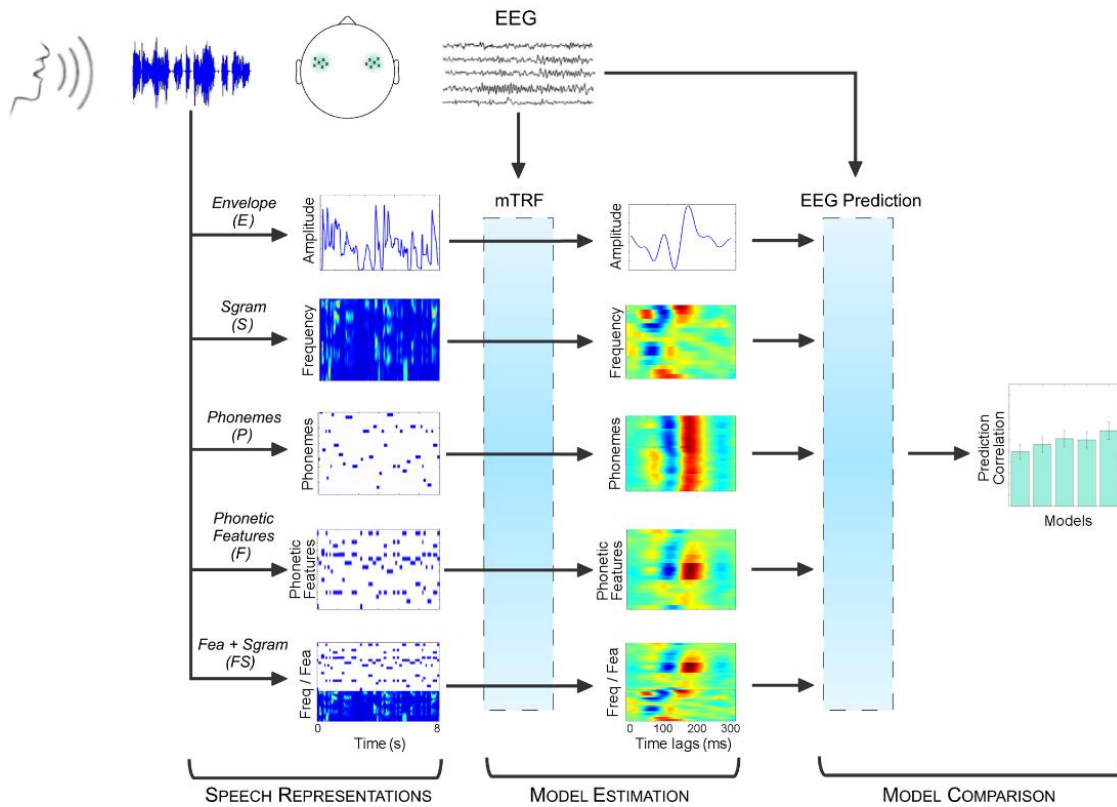 EEG
mTRF
EEG Prediction
Envelope
(E)
Amplitude
Amplitude
Sgram
(S)
Frequency
Frequency
Phonemes
(P)
Phonemes
Phonemes
Prediction
Correlation
Models
Phonetic
Features
(F)
Phonetic
Features
Phonetic
Features
Fea + Sgram
(FS)
Freq / Fea
Freq / Fea
0 8
Time (s)
0 100 200 300
Time lags (ms)
SPEECH REPRESENTATIONS
MODEL ESTIMATION
MODEL COMPARISON